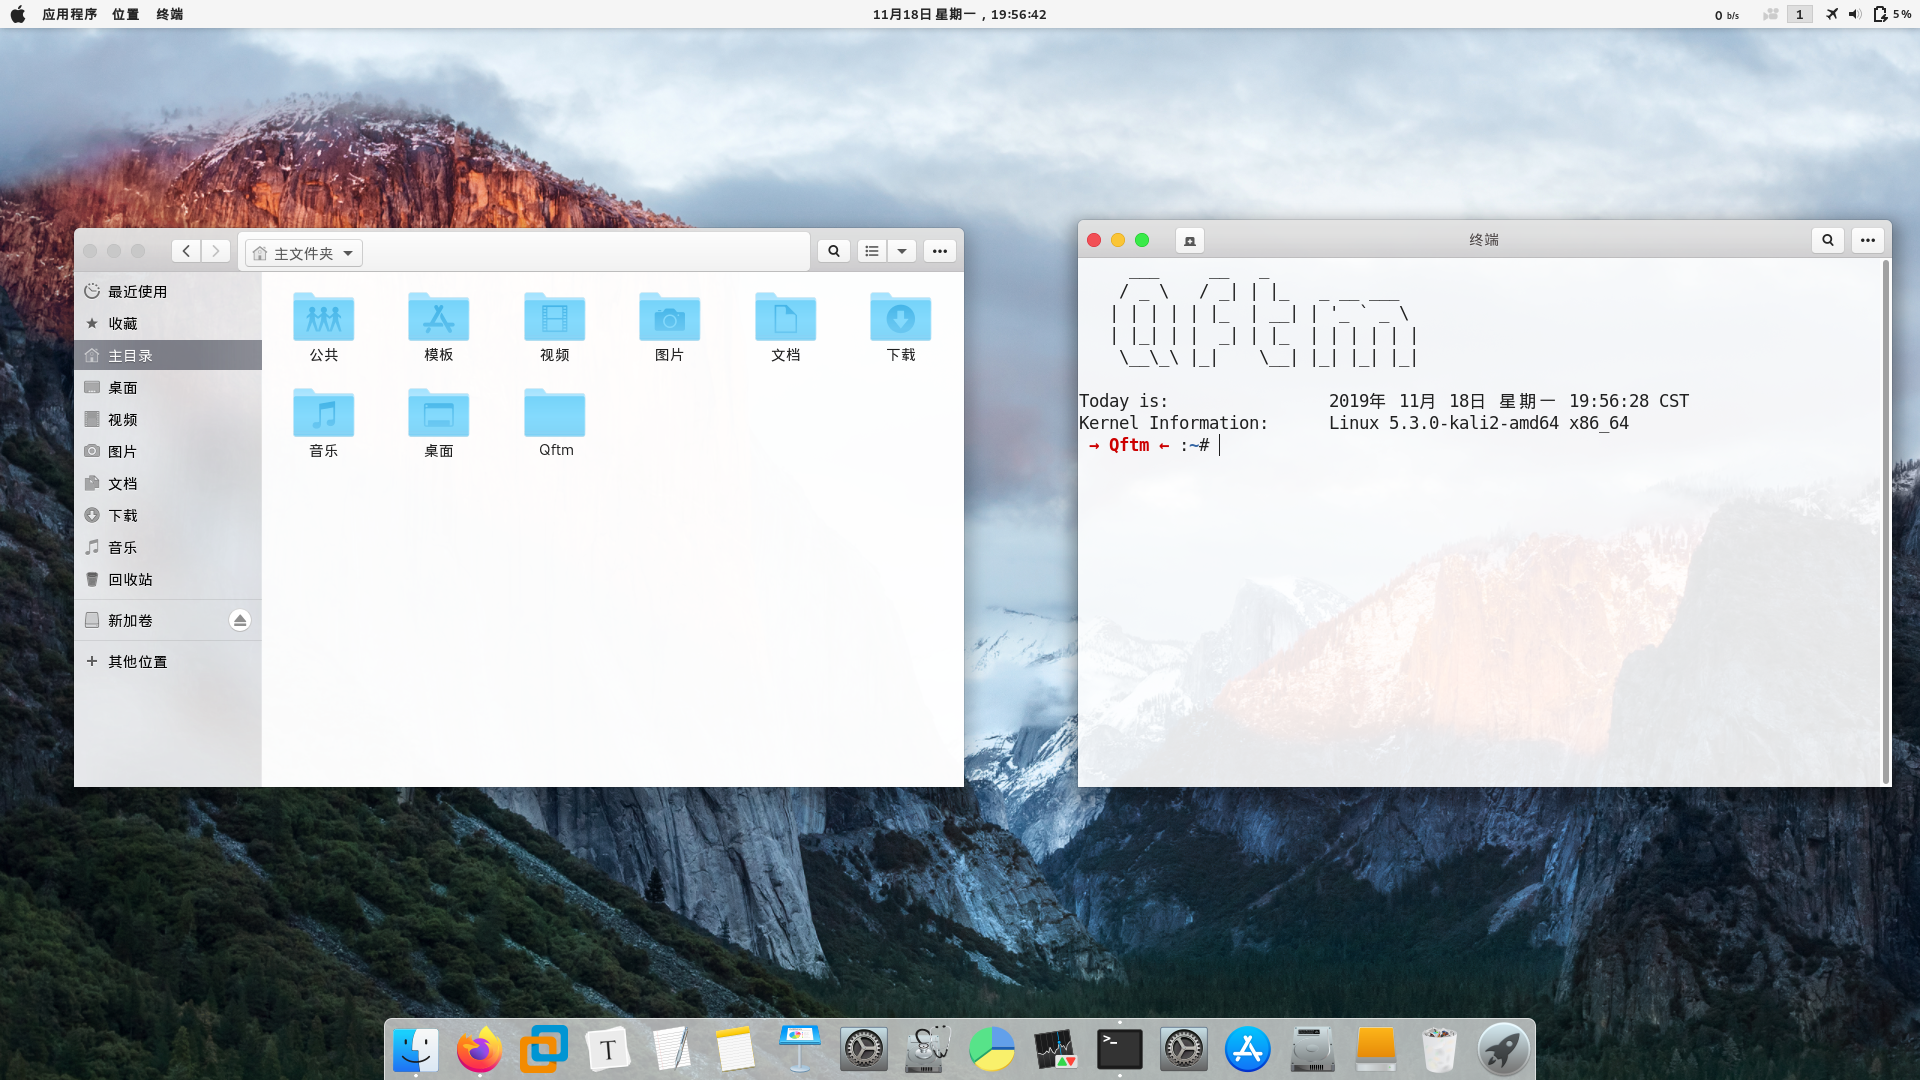 应用程序 位置 终端
11月18日 星期一，19:56:42
0 b/s 1 5%
主文件夹
最近使用
收藏
主目录
桌面
视频
图片
文档
下载
音乐
回收站
新加卷
其他位置
公共 模板 视频 图片 文档 下载
音乐 桌面 Qftm
终端
Today is: 2019年 11月 18日 星期一 19:56:28 CST
Kernel Information: Linux 5.3.0-kali2-amd64 x86_64
→ Qftm ← :~#
T
>_